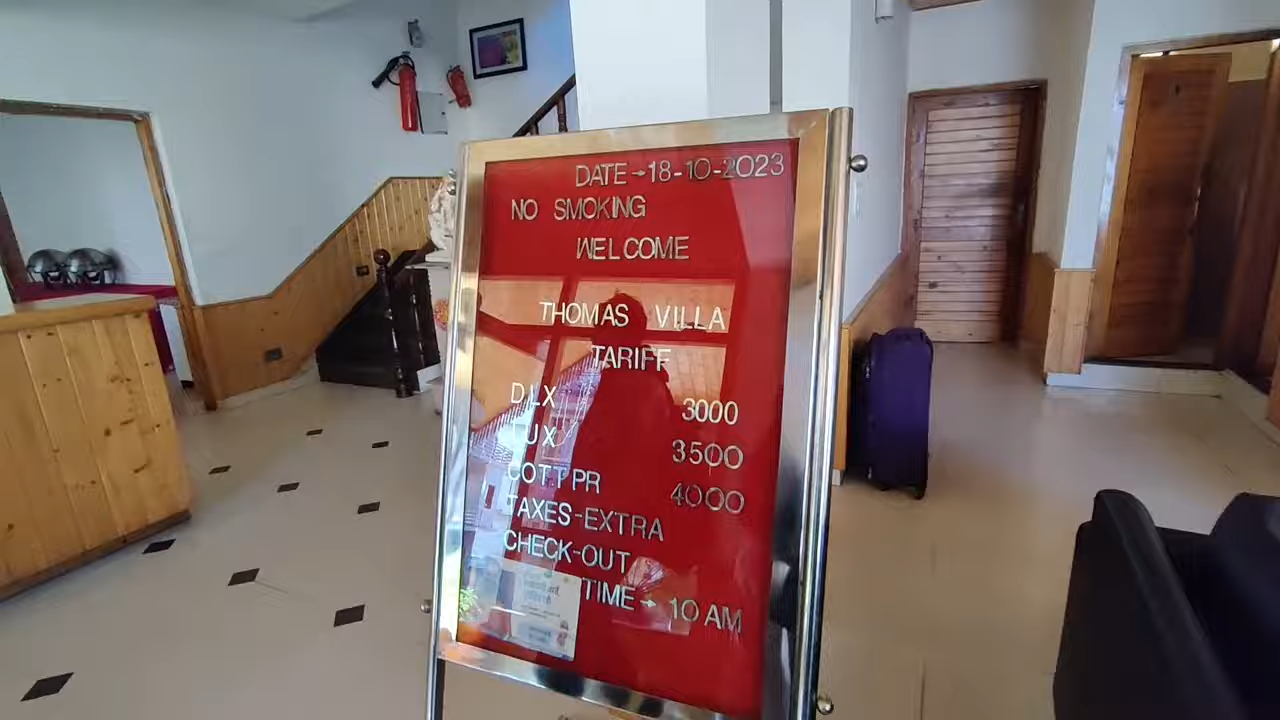 DATE→18-10-2023
NO SMOKING
WELCOME
THOMAS VILLA
TARIFF
DLX 3000
LUX 3500
COTT PR 4000
TAXES-EXTRA
CHECK-OUT
TIME→ 10 AM